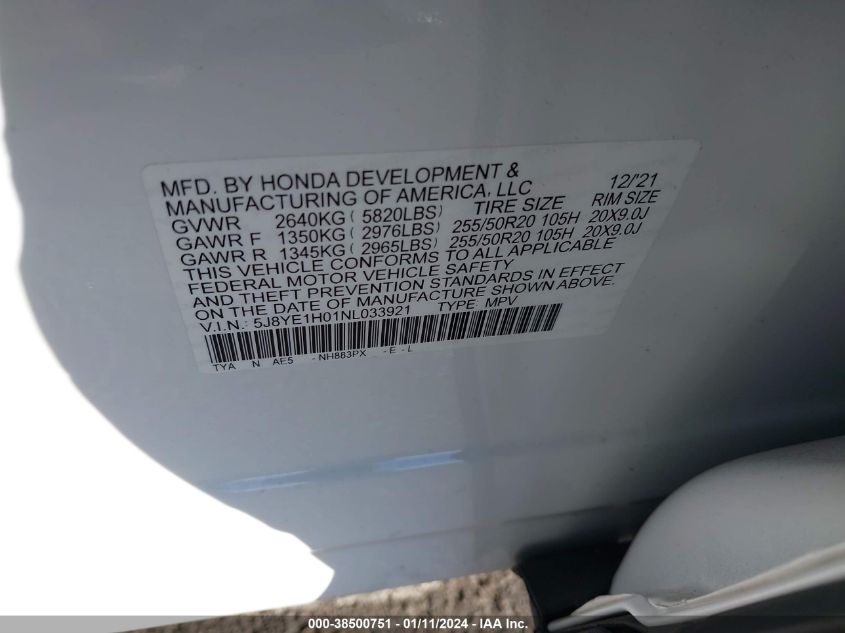 MFD. BY HONDA DEVELOPMENT & 12/'21
MANUFACTURING OF AMERICA, LLC
GVWR 2640KG ( 5820LBS) TIRE SIZE RIM SIZE
GAWR F 1350KG ( 2976LBS) 255/50R20 105H 20X9.0J
GAWR R 1345KG ( 2965LBS) 255/50R20 105H 20X9.0J
THIS VEHICLE CONFORMS TO ALL APPLICABLE
FEDERAL MOTOR VEHICLE SAFETY
AND THEFT PREVENTION STANDARDS IN EFFECT
ON THE DATE OF MANUFACTURE SHOWN ABOVE.
V.I.N.: 5J8YE1H01NL033921 TYPE: MPV
TYA N AE5 - NH883PX - E - L
000-38500751 - 01/11/2024 - IAA Inc.